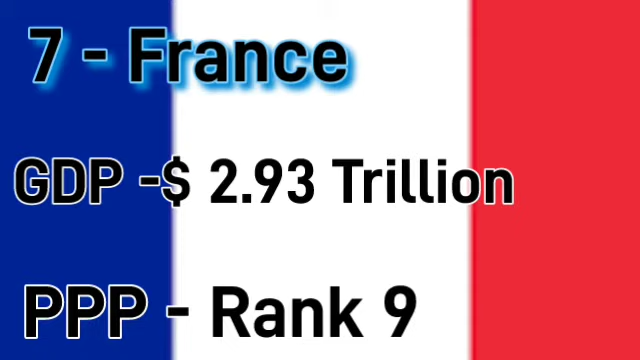 7 - France
GDP -$ 2.93 Trillion
PPP - Rank 9